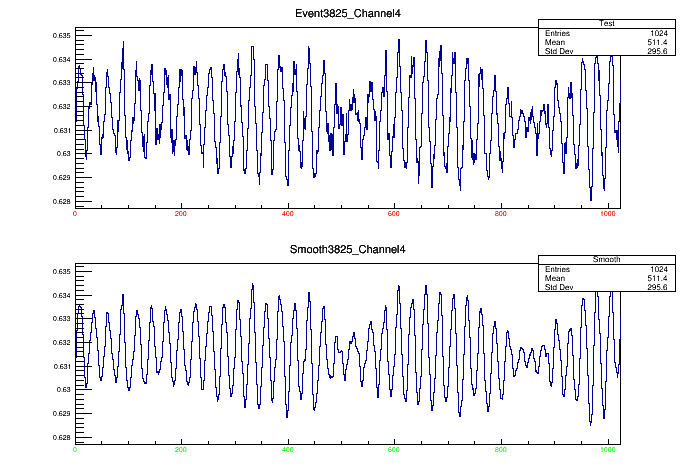 Event3825_Channel4
Test
Entries 1024
Mean 511.4
Std Dev 295.6
0.635
0.634
0.633
0.632
0.631
0.63
0.629
0.628
0 200 400 600 800 1000
Smooth3825_Channel4
Smooth
Entries 1024
Mean 511.4
Std Dev 295.6
0.635
0.634
0.633
0.632
0.631
0.63
0.629
0.628
0 200 400 600 800 1000